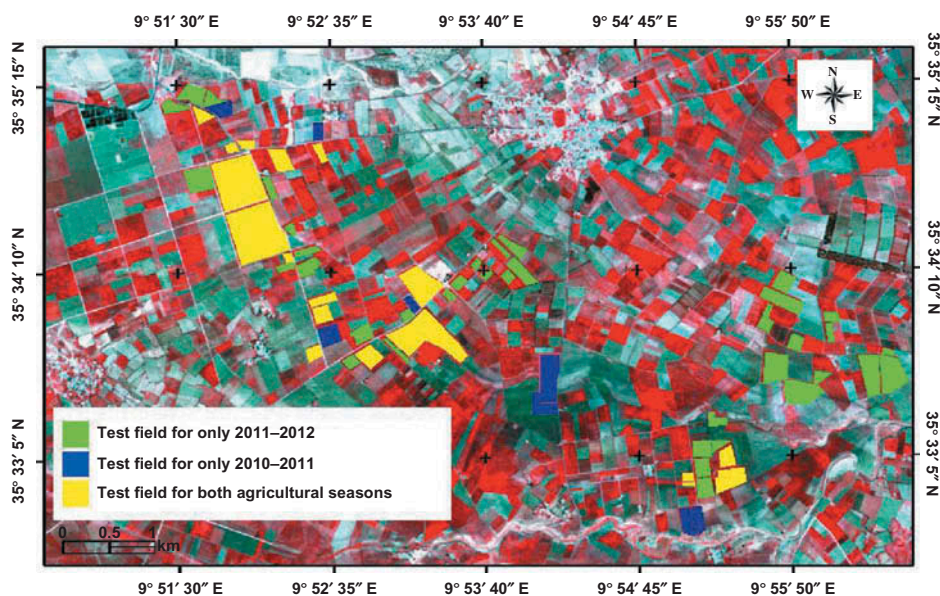 9° 51′ 30″ E 9° 52′ 35″ E 9° 53′ 40″ E 9° 54′ 45″ E 9° 55′ 50″ E
35° 35′ 15″ N
35° 34′ 10″ N
35° 33′ 5″ N
N
W E
S
35° 35′ 15″ N
35° 34′ 10″ N
35° 33′ 5″ N
Test field for only 2011–2012
Test field for only 2010–2011
Test field for both agricultural seasons
0 0.5 1
km
9° 51′ 30″ E 9° 52′ 35″ E 9° 53′ 40″ E 9° 54′ 45″ E 9° 55′ 50″ E